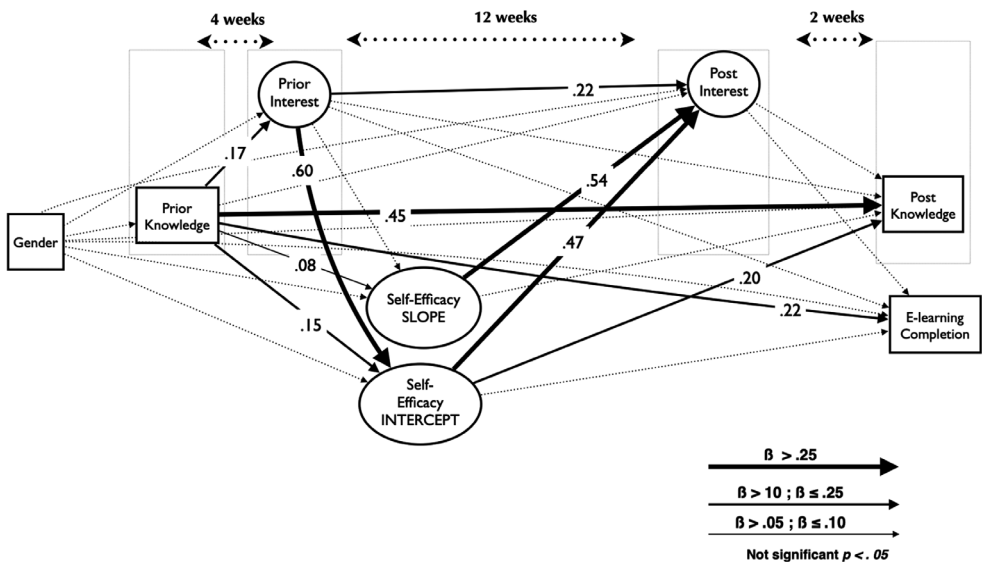 4 weeks
12 weeks
2 weeks
Prior
Interest
Post
Interest
.22
.17
.60
.54
Prior
Knowledge
.45
Post
Knowledge
Gender
.47
.08
.20
Self-Efficacy
SLOPE
.22
E-learning
Completion
.15
Self-
Efficacy
INTERCEPT
ß > .25
ß > 10 ; ß ≤ .25
ß > .05 ; ß ≤ .10
Not significant p < . 05